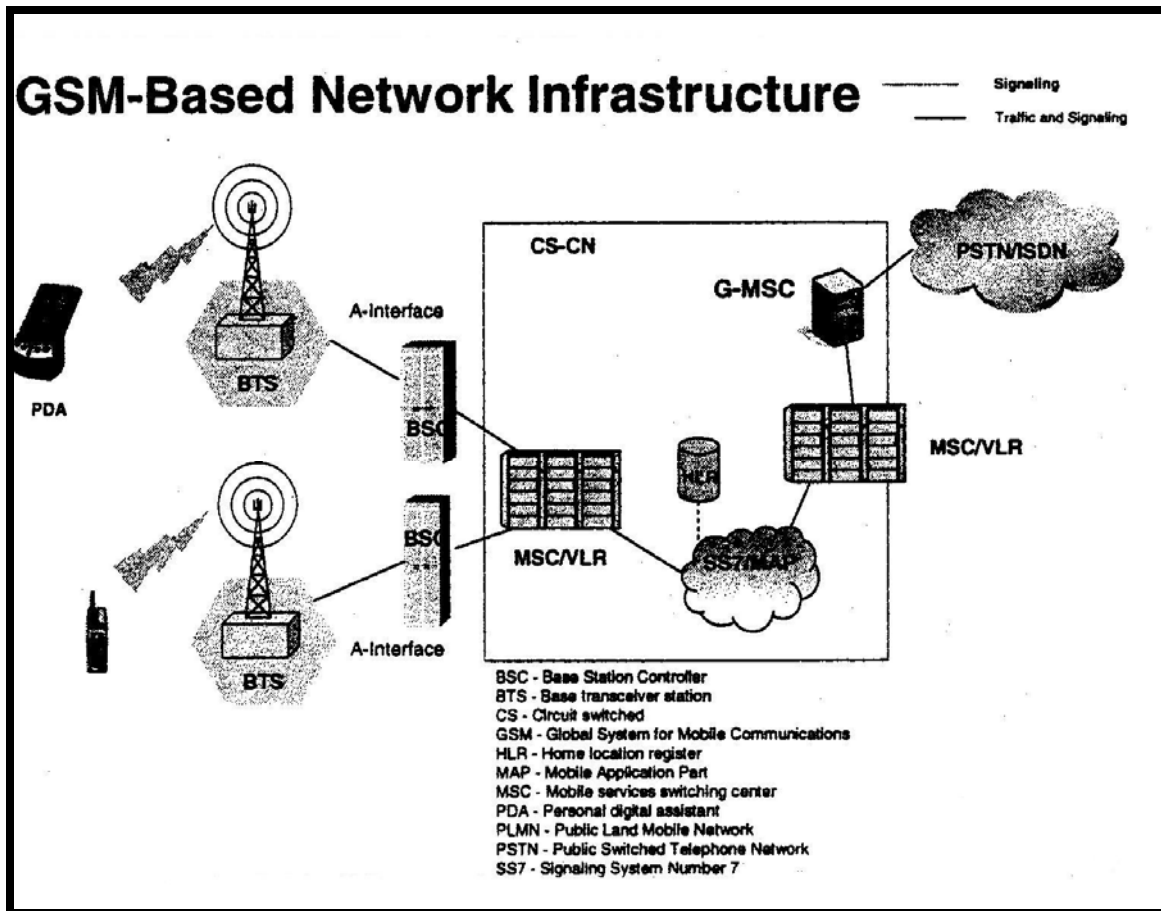 GSM-Based Network Infrastructure
Signaling
Traffic and Signaling
CS-CN
PSTN/ISDN
G-MSC
A-Interface
BTS
PDA
BSC
MSC/VLR
HLR
BSC
MSC/VLR
SS7/MAP
A-Interface
BTS
BSC - Base Station Controller
BTS - Base transceiver station
CS - Circuit switched
GSM - Global System for Mobile Communications
HLR - Home location register
MAP - Mobile Application Part
MSC - Mobile services switching center
PDA - Personal digital assistant
PLMN - Public Land Mobile Network
PSTN - Public Switched Telephone Network
SS7 - Signaling System Number 7